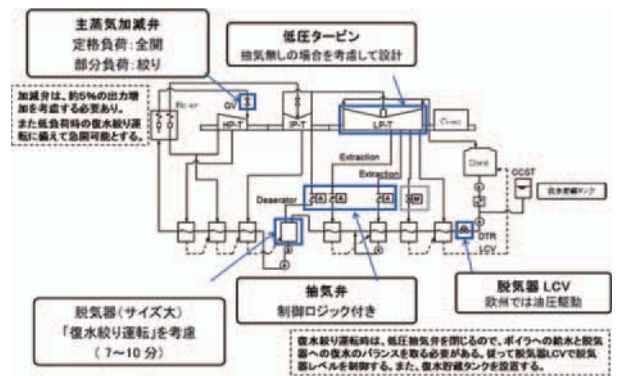 主蒸気加減弁
定格負荷：全開
部分負荷：絞り
低圧タービン
抽気無しの場合を考慮して設計
加減弁は、約5%の出力増
加を考慮する必要あり。
また低負荷時の復水絞り運
転に備えて急開可能とする。
GV
HP-T
IP-T
LP-T
Extraction
Extraction
Deaerator
A
A
A
M
CCST
復水貯蔵タンク
DTR
LCV
脱気器（サイズ大）
「復水絞り運転」を考慮
（7～10 分）
抽気弁
制御ロジック付き
脱気器 LCV
欧州では油圧駆動
復水絞り運転時は、低圧抽気弁を閉じるので、ボイラへの給水と脱気
器への復水のバランスを取る必要がある。従って脱気器LCVで脱気
器レベルを制御する。また、復水貯蔵タンクを設置する。